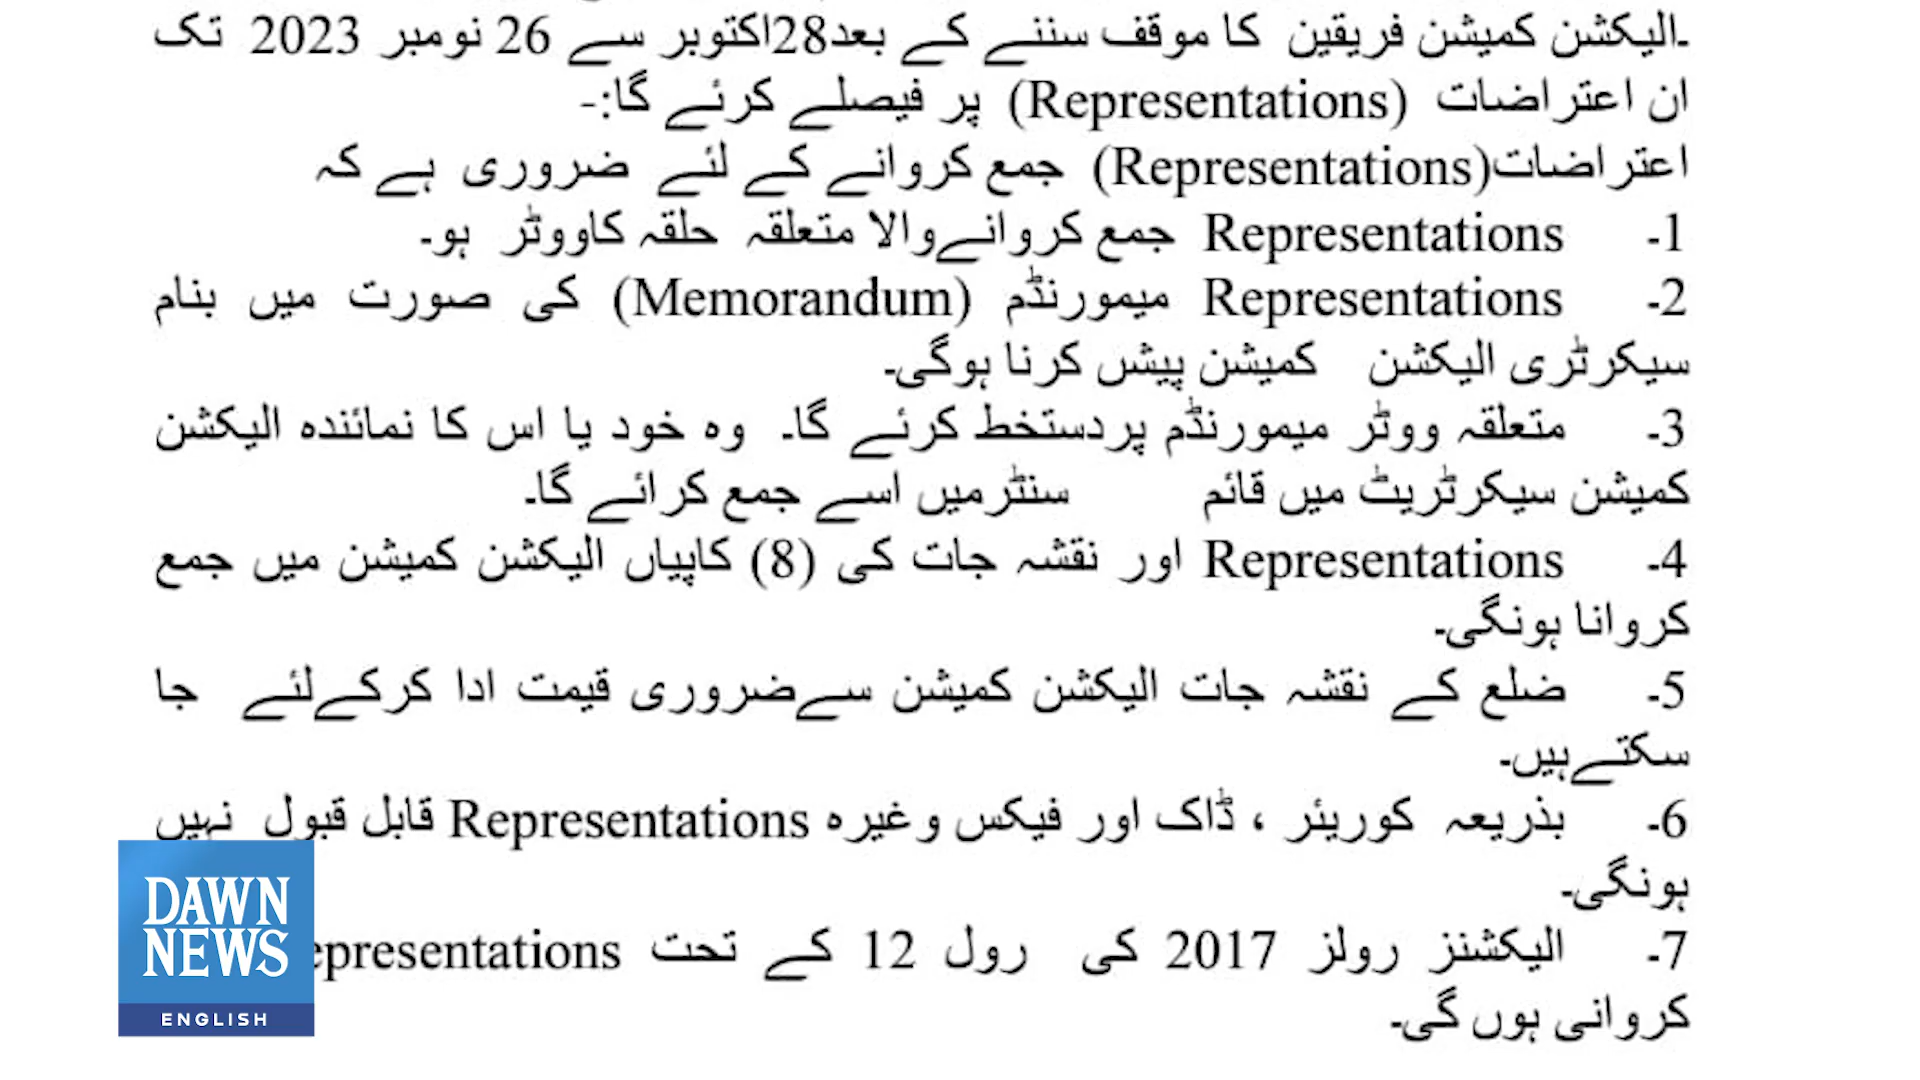 ۔الیکشن کمیشن فریقین کا موقف سننے کے بعد28اکتوبر سے 26 نومبر 2023 تک
ان اعتراضات (Representations) پر فیصلے کرئے گا:-
اعتراضات(Representations) جمع کروانے کے لئے ضروری ہے کہ
1- Representations جمع کروانےوالا متعلقہ حلقہ کاووٹر ہو۔
2- Representations میمورنڈم (Memorandum) کی صورت میں بنام
سیکرٹری الیکشن کمیشن پیش کرنا ہوگی۔
3- متعلقہ ووٹر میمورنڈم پردستخط کرئے گا۔ وہ خود یا اس کا نمائندہ الیکشن
کمیشن سیکرٹریٹ میں قائم سنٹرمیں اسے جمع کرائے گا۔
4- Representations اور نقشہ جات کی (8) کاپیاں الیکشن کمیشن میں جمع
کروانا ہونگی۔
5- ضلع کے نقشہ جات الیکشن کمیشن سےضروری قیمت ادا کرکےلئے جا
سکتےہیں۔
6- بذریعہ کوریئر ، ڈاک اور فیکس وغیرہ Representations قابل قبول نہیں
ہونگی۔
7- الیکشنز رولز 2017 کی رول 12 کے تحت epresentations
کروانی ہوں گی۔
DAWN
NEWS
ENGLISH